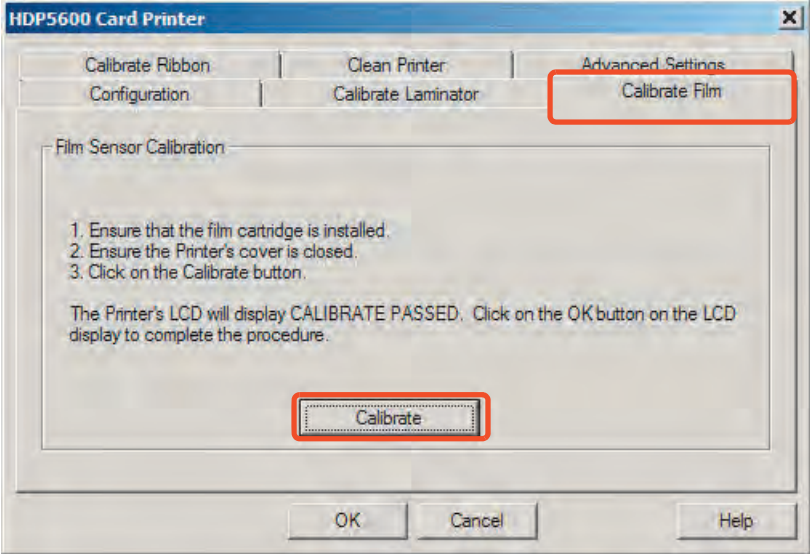 HDP5600 Card Printer
Calibrate Ribbon Clean Printer Advanced Settings
Configuration Calibrate Laminator Calibrate Film
Film Sensor Calibration
1. Ensure that the film cartridge is installed.
2. Ensure the Printer's cover is closed.
3. Click on the Calibrate button.
The Printer's LCD will display CALIBRATE PASSED. Click on the OK button on the LCD
display to complete the procedure.
Calibrate
OK Cancel Help